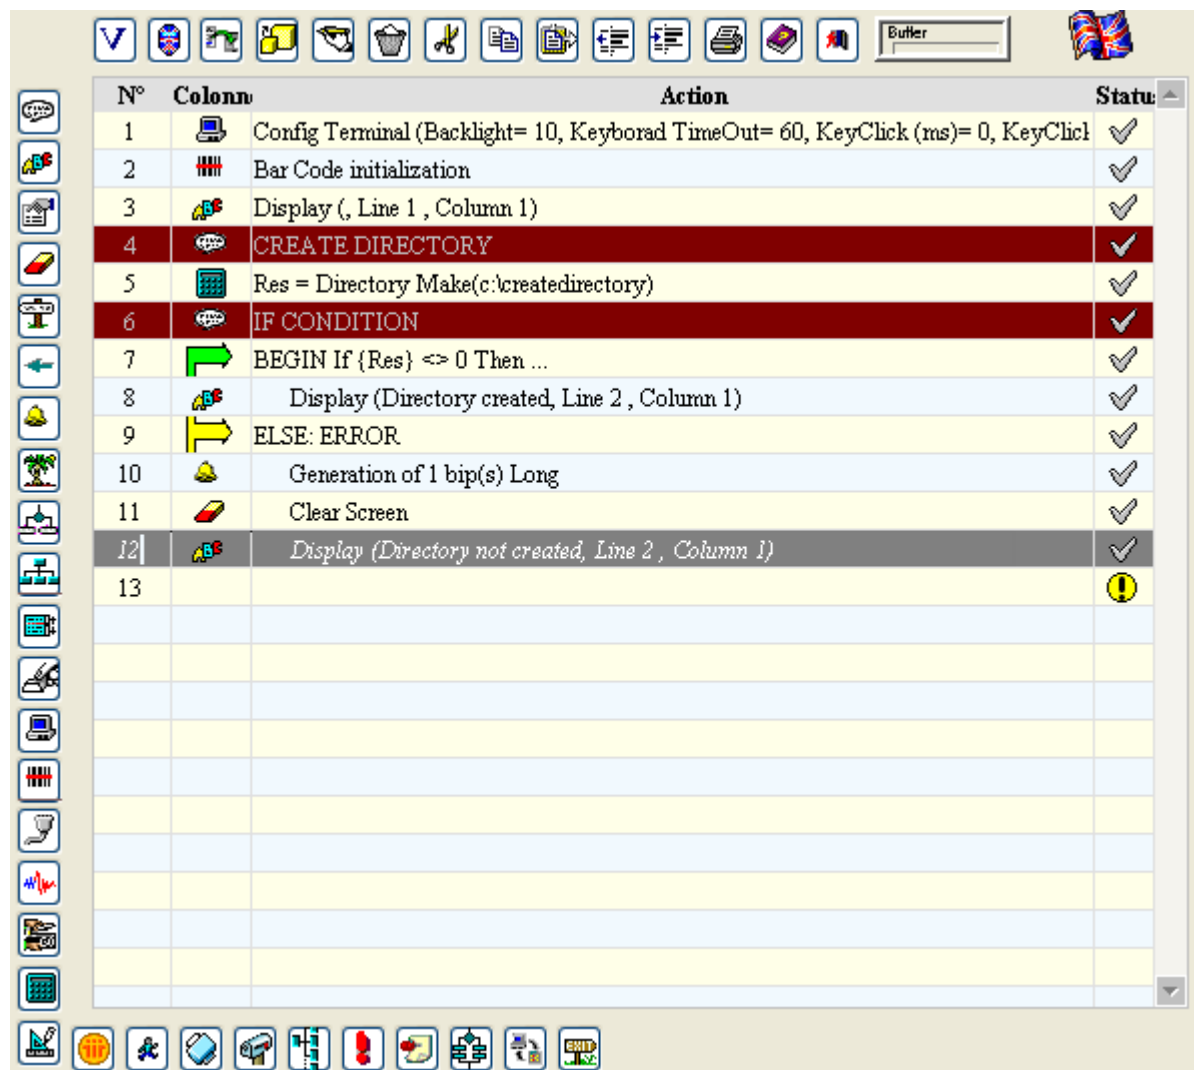 V
Buffer
N° Colonn Action Statu
1 Config Terminal (Backlight= 10, Keyborad TimeOut= 60, KeyClick (ms)= 0, KeyClick
2 Bar Code initialization
3 Display (, Line 1 , Column 1)
4 CREATE DIRECTORY
5 Res = Directory Make(c:\createdirectory)
6 IF CONDITION
7 BEGIN If {Res} <> 0 Then ...
8 Display (Directory created, Line 2 , Column 1)
9 ELSE: ERROR
10 Generation of 1 bip(s) Long
11 Clear Screen
12 Display (Directory not created, Line 2 , Column 1)
13
EXIT